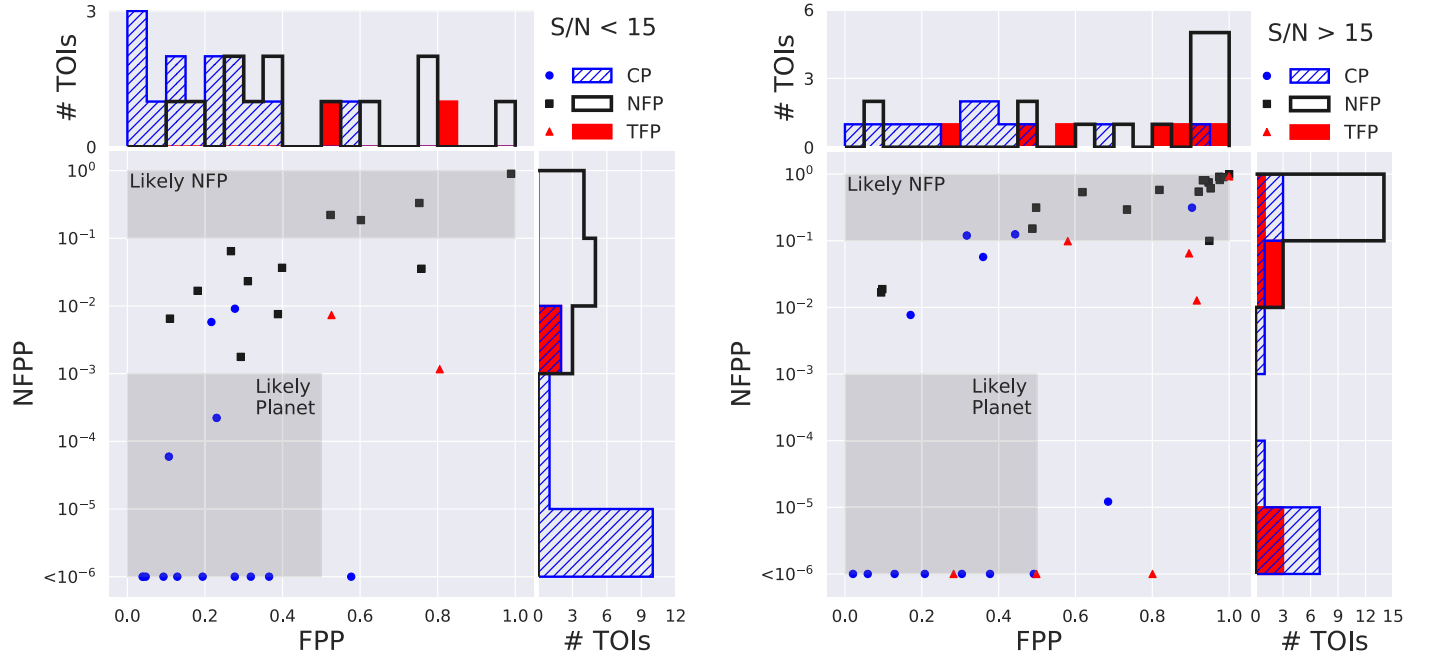 3
0
# TOIs
S/N < 15
CP
NFP
TFP
Likely NFP
Likely
Planet
NFPP
10⁰
10⁻¹
10⁻²
10⁻³
10⁻⁴
10⁻⁵
<10⁻⁶
0.0 0.2 0.4 0.6 0.8 1.0
FPP
0 3 6 9 12
# TOIs
6
3
0
# TOIs
S/N > 15
CP
NFP
TFP
Likely NFP
Likely
Planet
NFPP
10⁰
10⁻¹
10⁻²
10⁻³
10⁻⁴
10⁻⁵
<10⁻⁶
0.0 0.2 0.4 0.6 0.8 1.0
FPP
0 3 6 9 12 15
# TOIs